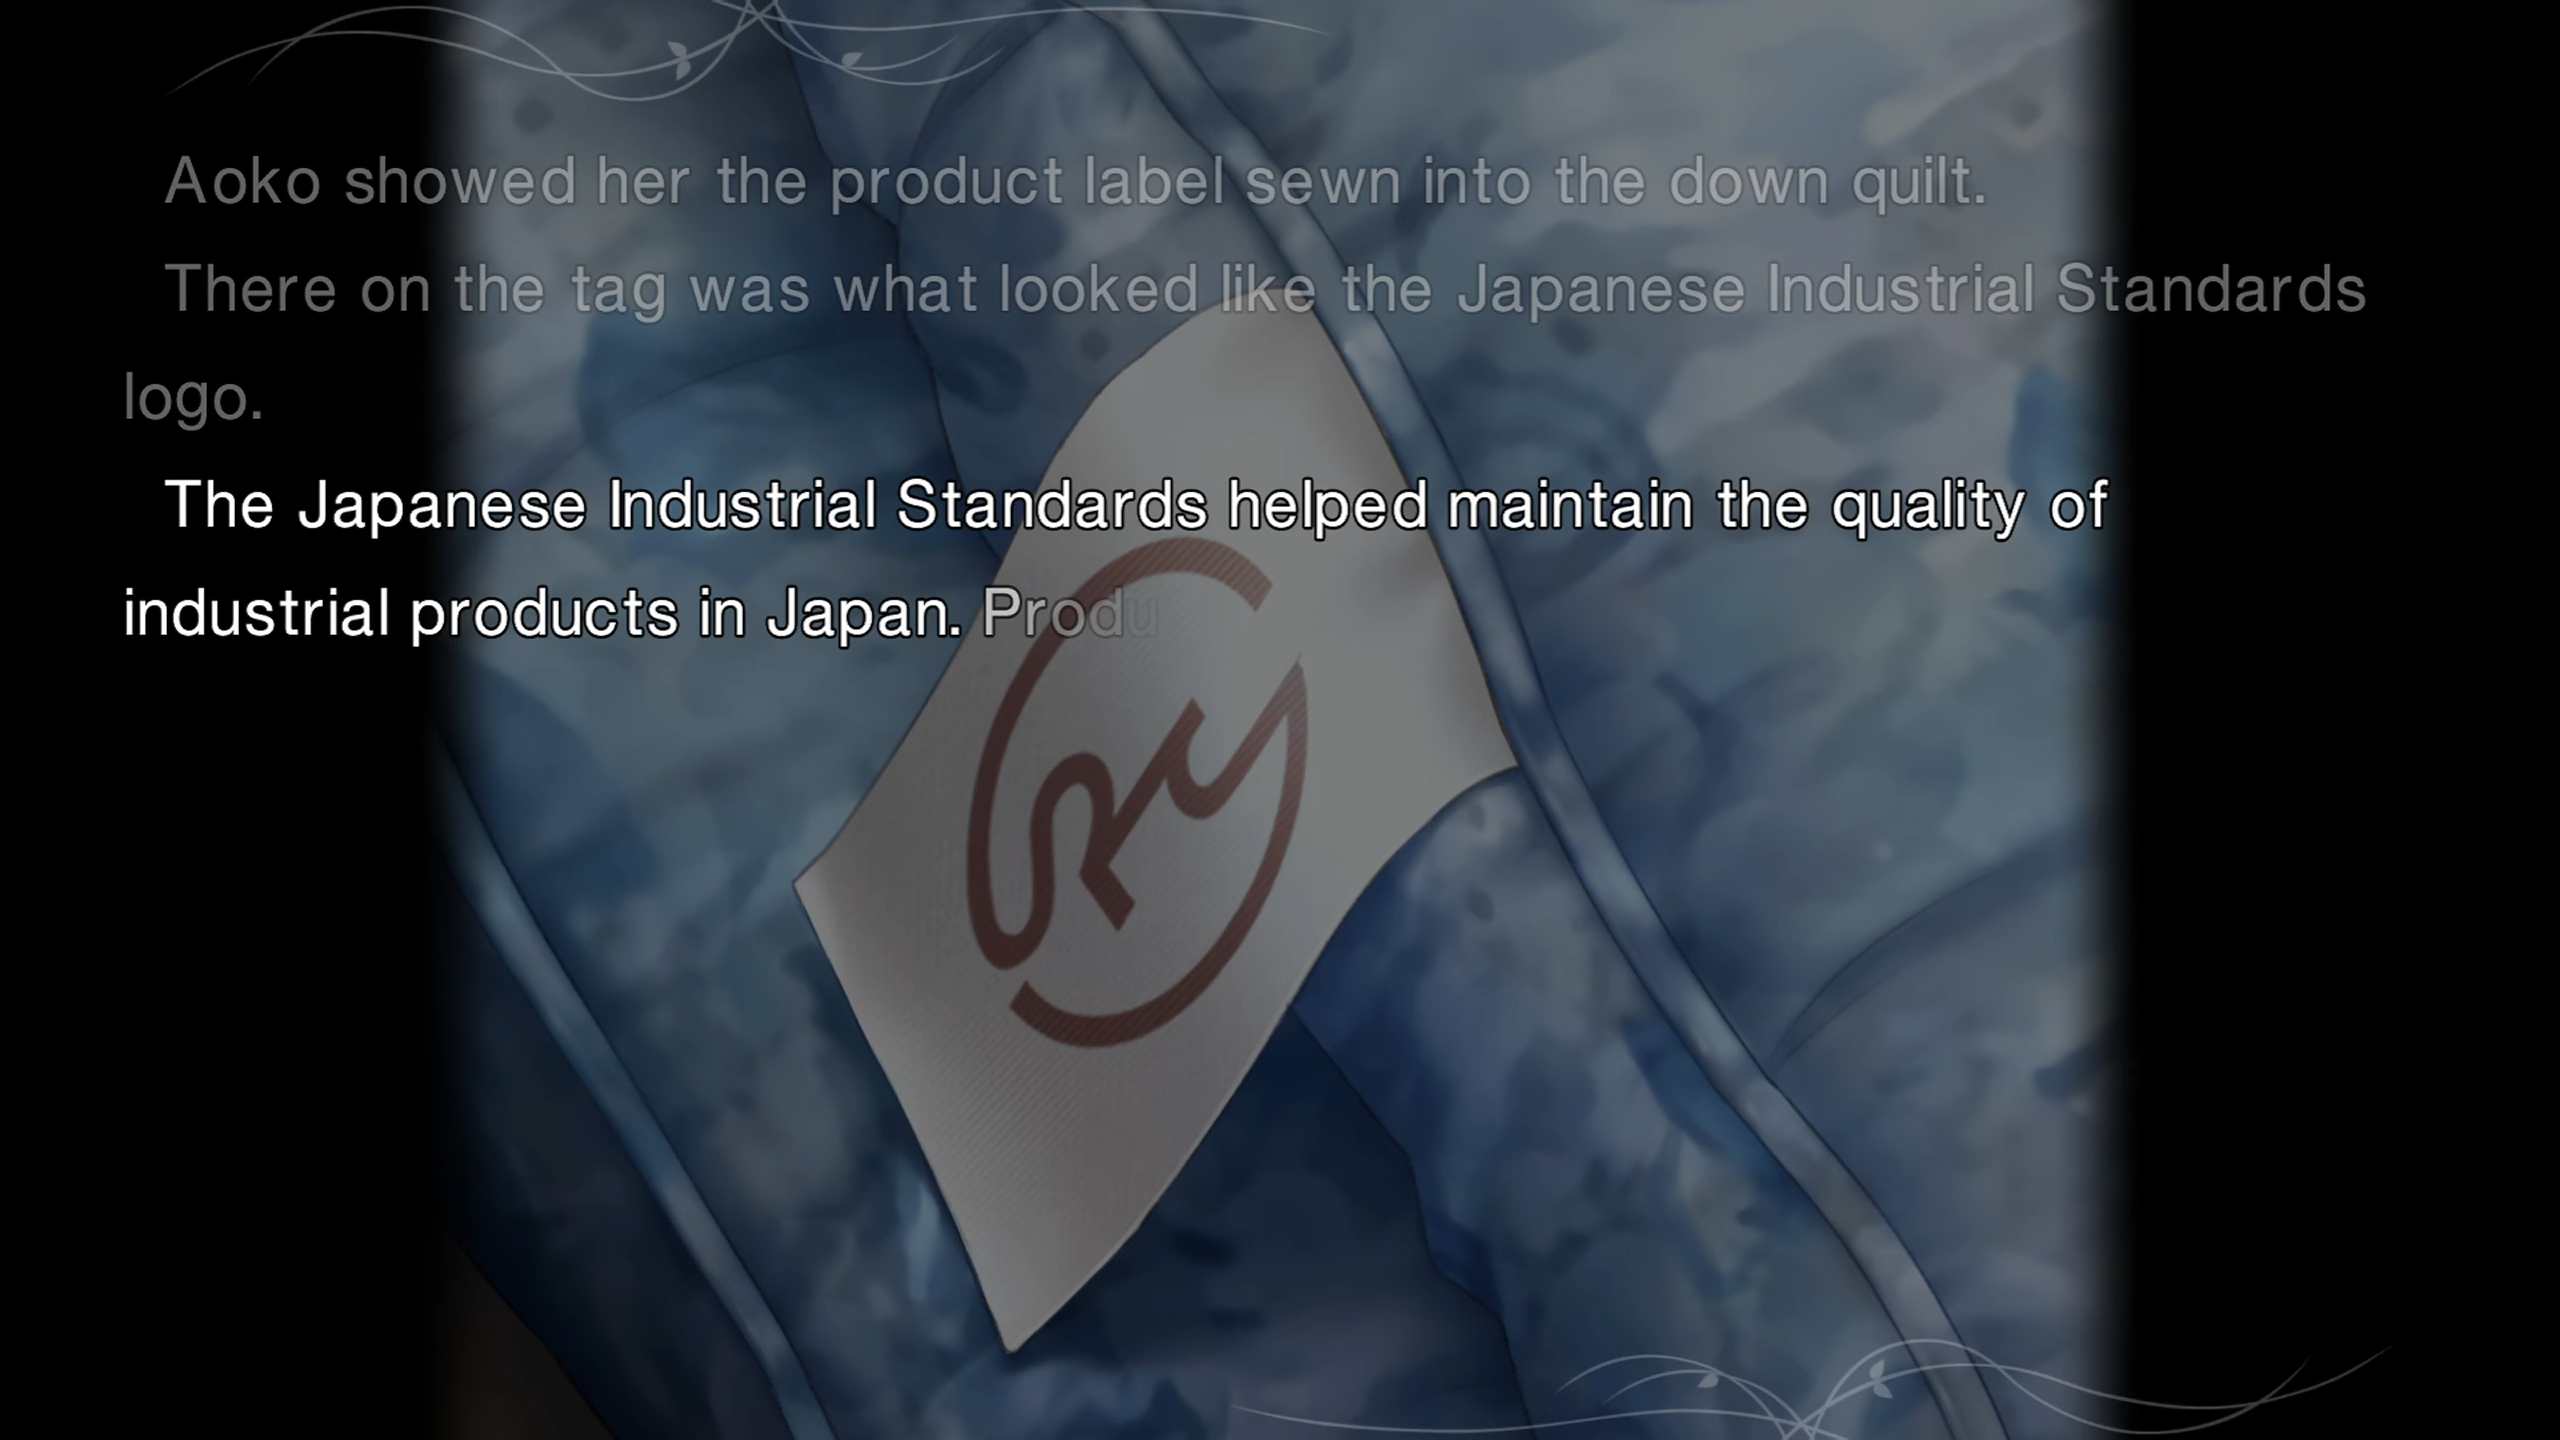 Aoko showed her the product label sewn into the down quilt.
There on the tag was what looked like the Japanese Industrial Standards
logo.
The Japanese Industrial Standards helped maintain the quality of
industrial products in Japan. Produ